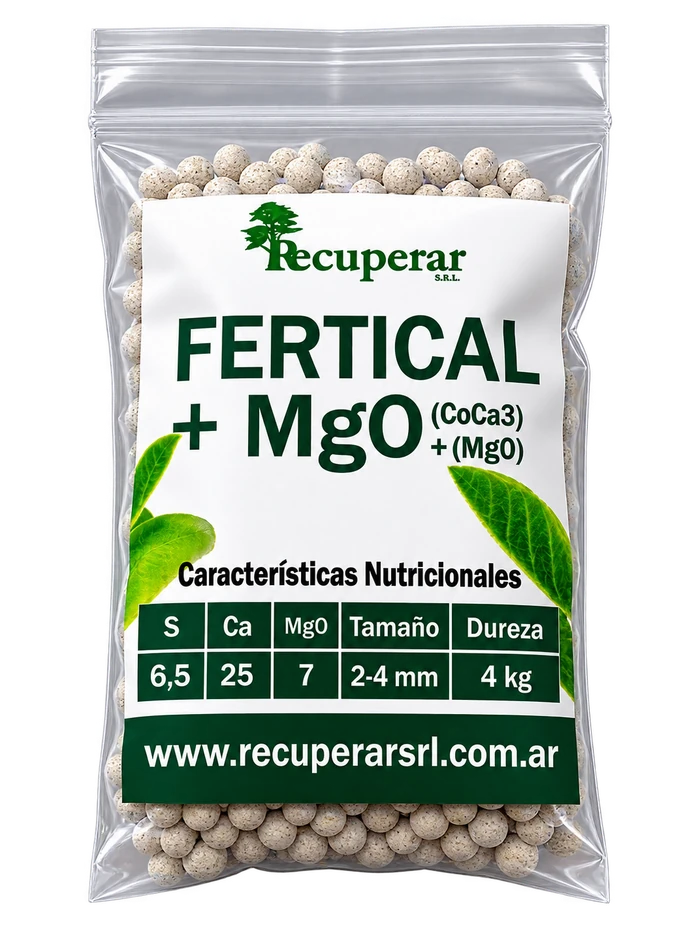 Recuperar
S.R.L.
FERTICAL
+ MgO (CoCa3)
+ (MgO)
Características Nutricionales
S Ca MgO Tamaño Dureza
6,5 25 7 2-4 mm 4 kg
www.recuperarsrl.com.ar